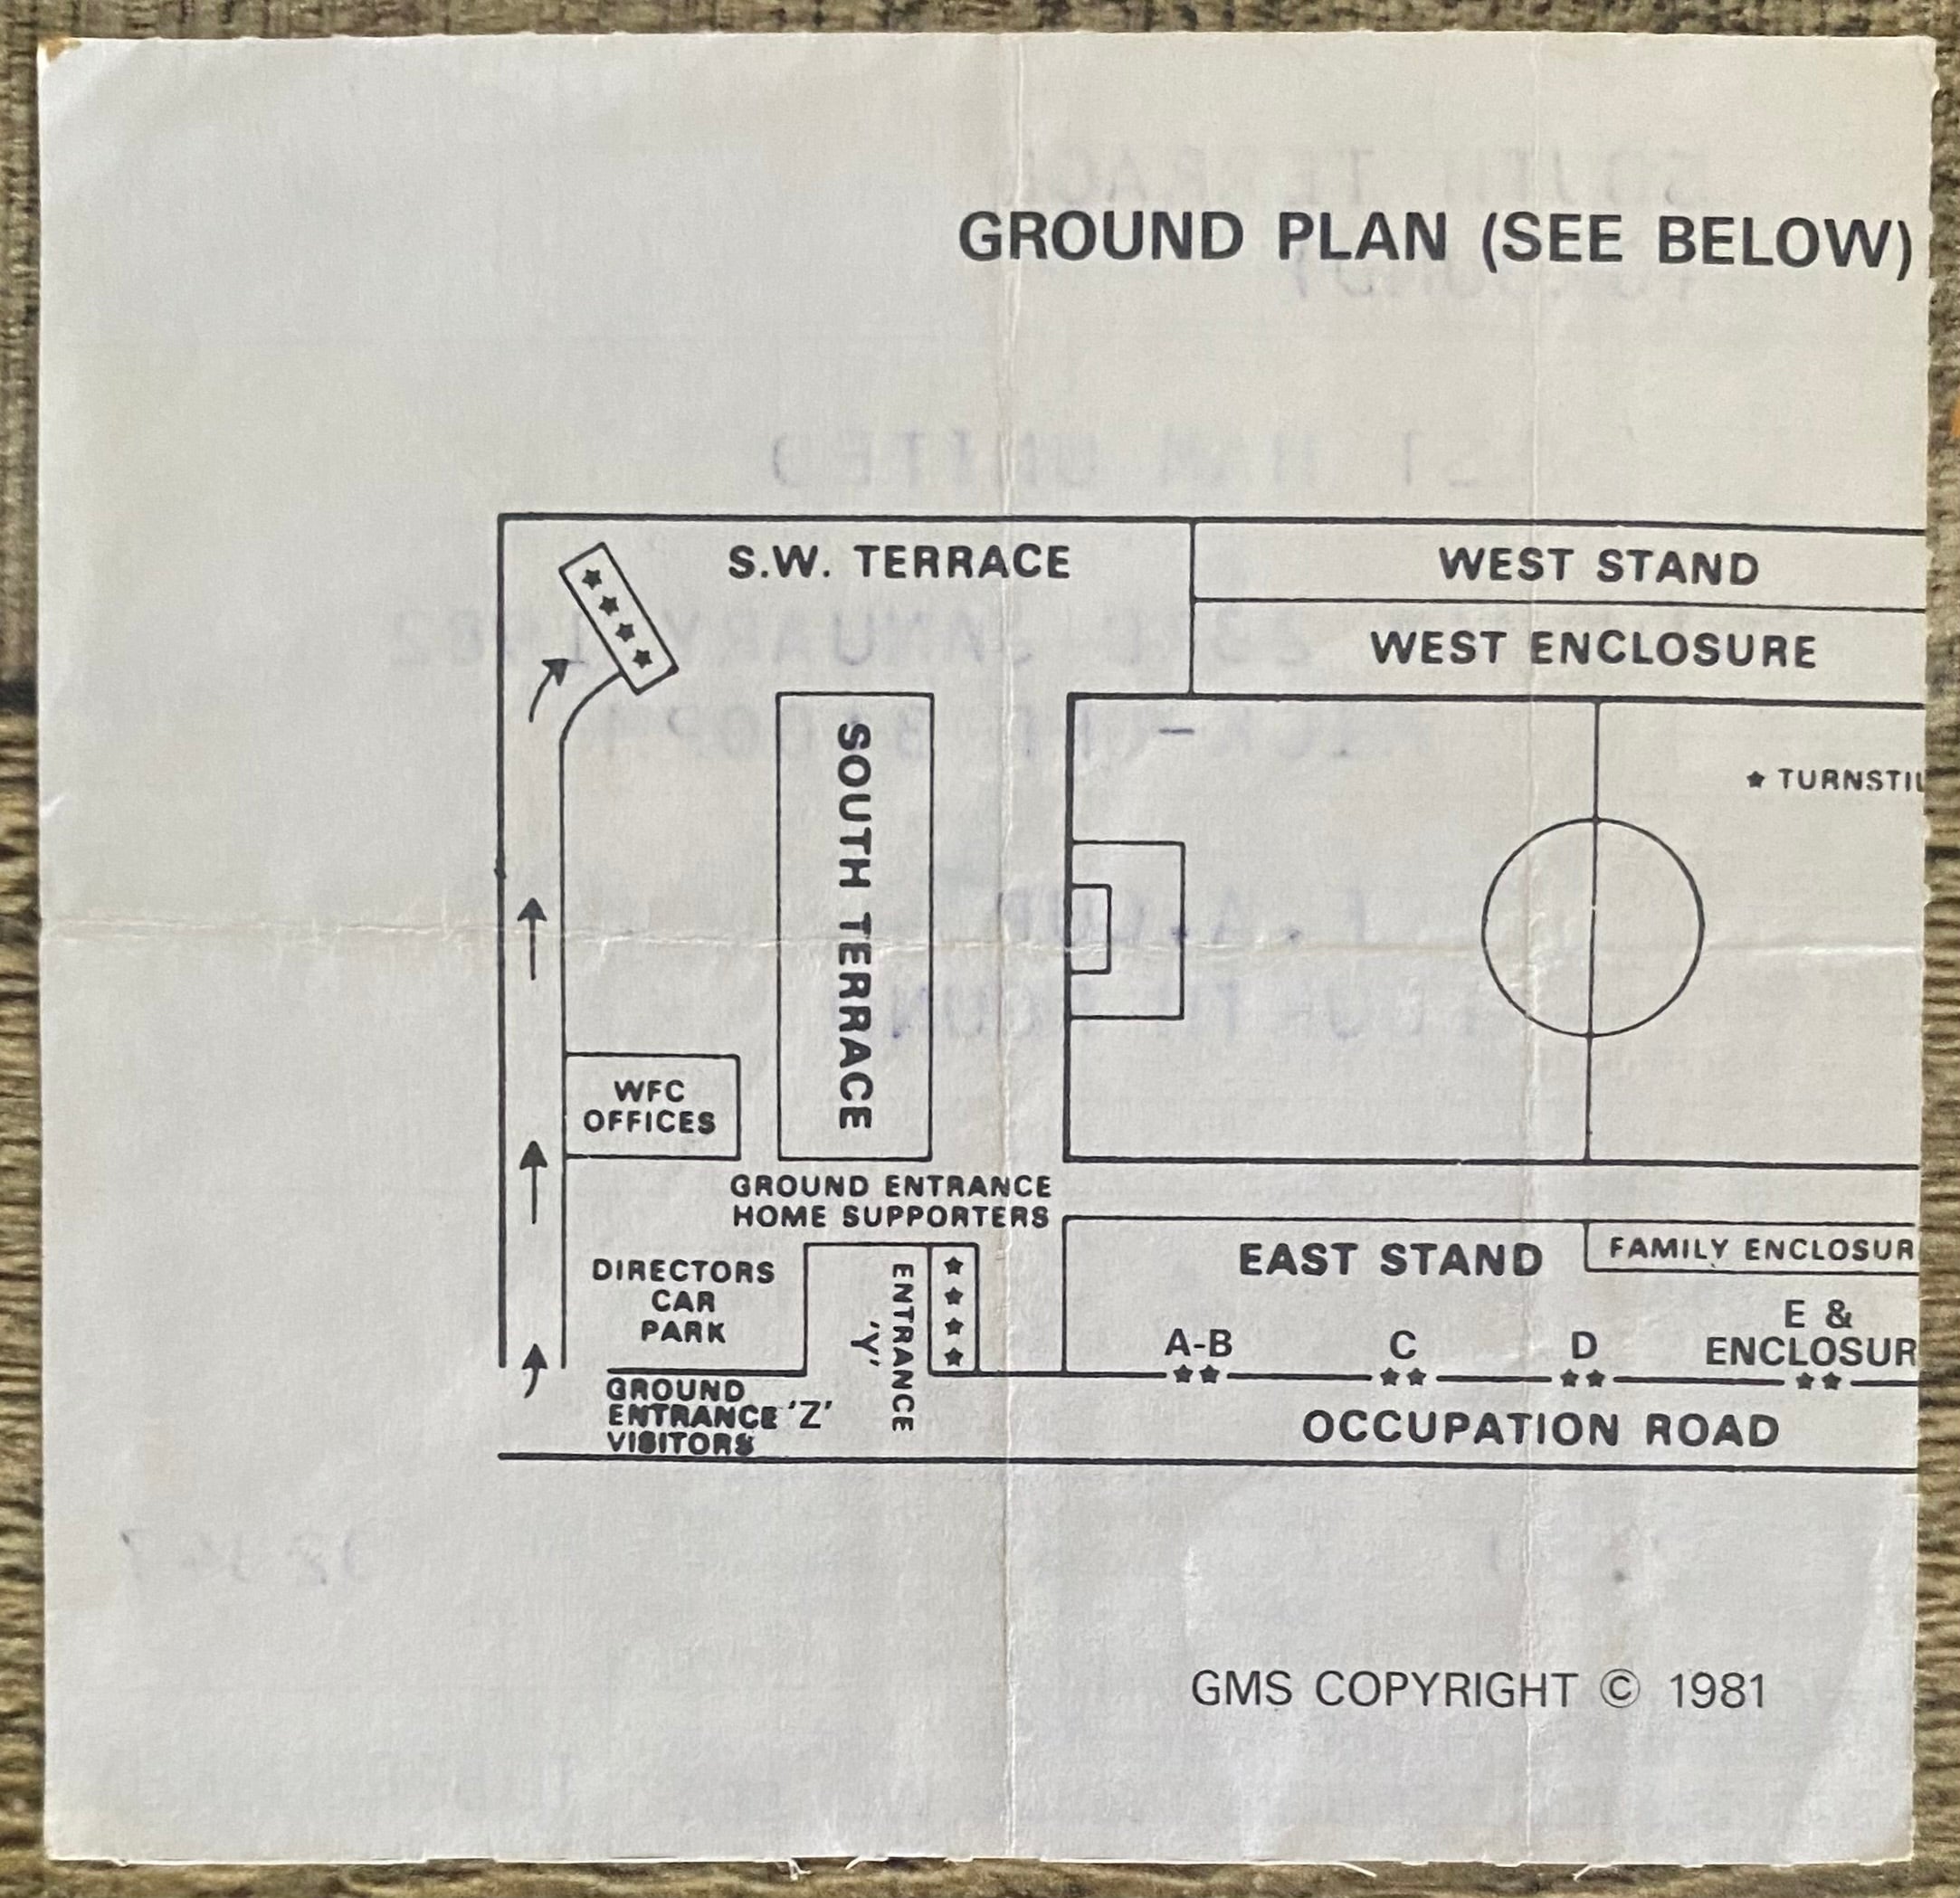 GROUND PLAN (SEE BELOW)
S.W. TERRACE
WEST STAND
WEST ENCLOSURE
★ TURNSTIL
SOUTH TERRACE
WFC
OFFICES
GROUND ENTRANCE
HOME SUPPORTERS
DIRECTORS
CAR
PARK
ENTRANCE
'Y'
EAST STAND
FAMILY ENCLOSUR
A-B
C
D
E &
ENCLOSUR
GROUND
ENTRANCE 'Z'
VISITORS
OCCUPATION ROAD
GMS COPYRIGHT © 1981